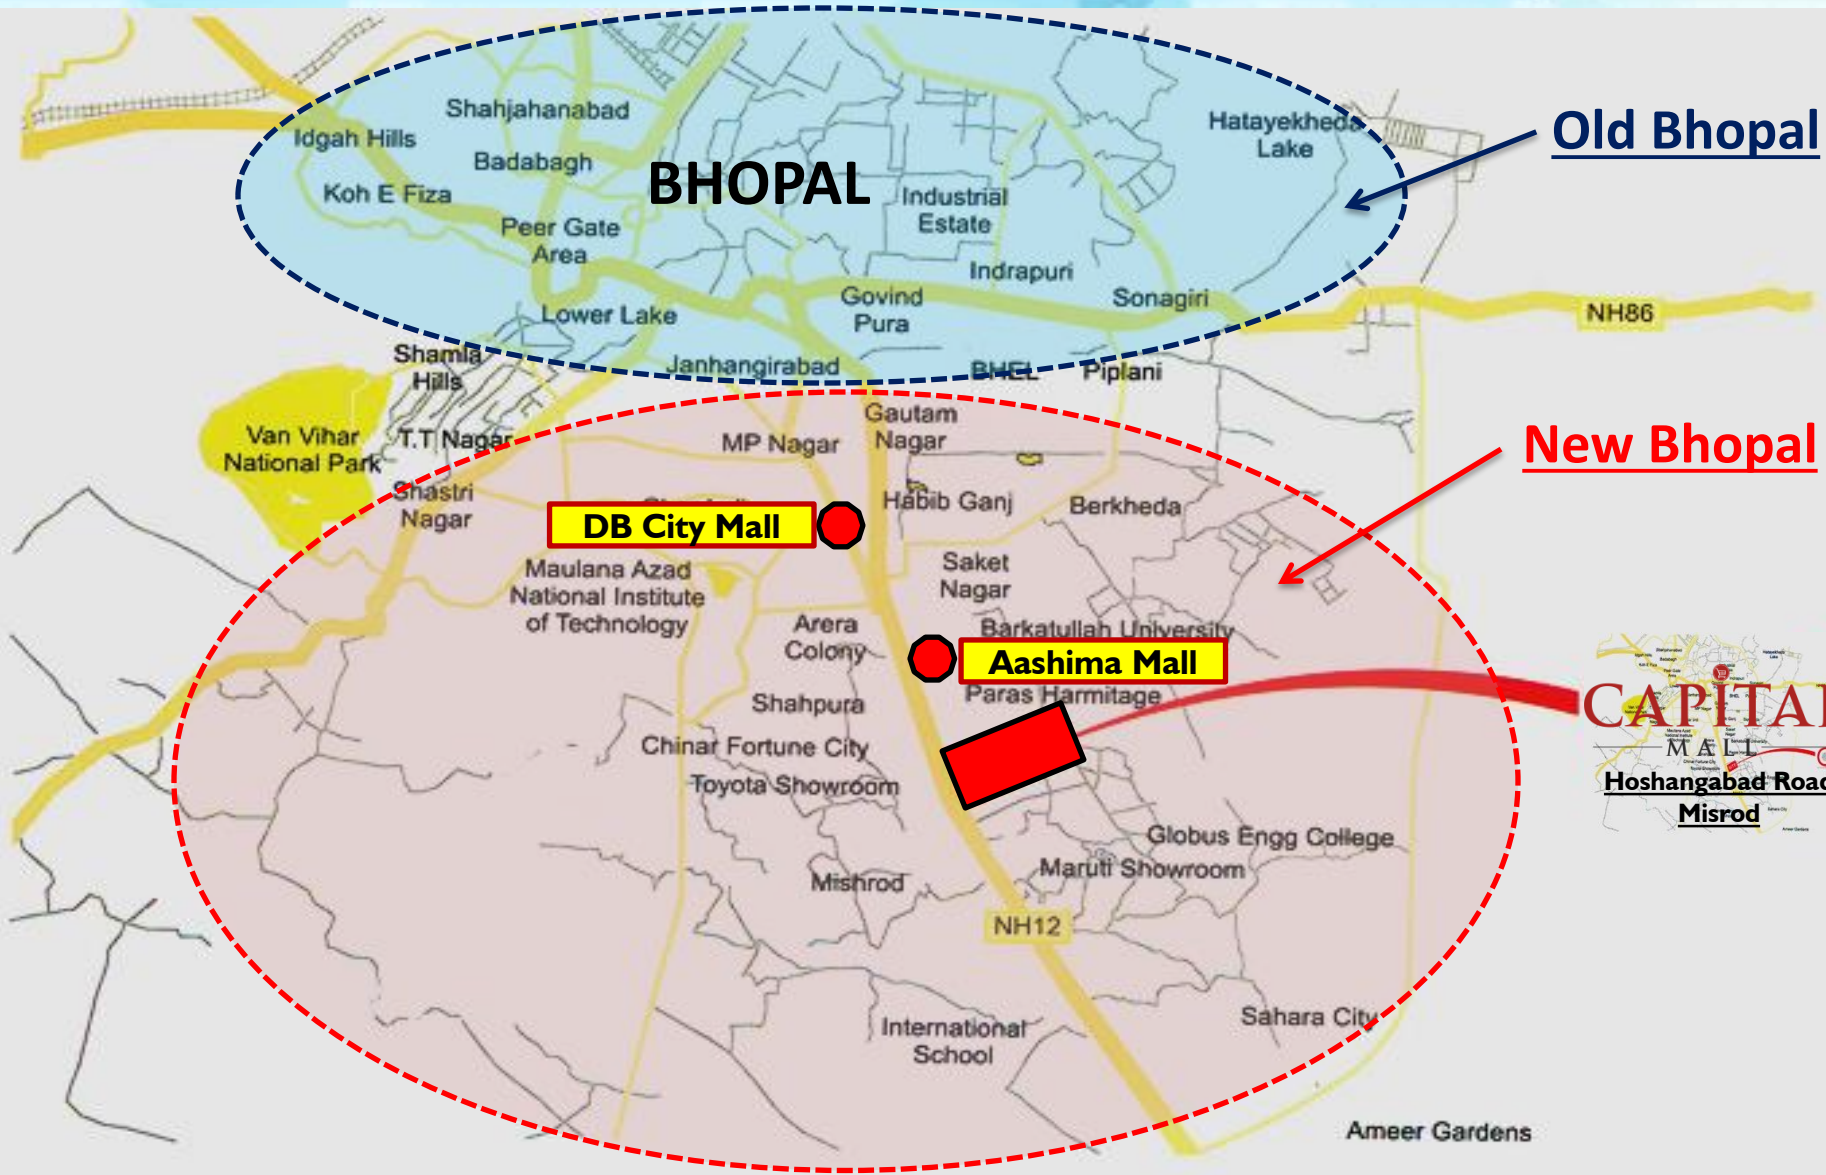 Shahjahanabad
Idgah Hills
Badabagh
Koh E Fiza
BHOPAL
Peer Gate
Area
Industrial
Estate
Hatayekheda
Lake
Old Bhopal
Indrapuri
Govind
Pura
Sonagiri
NH86
Lower Lake
Shamla
Hills
Janhangirabad
BHEL
Piplani
Van Vihar
National Park
T.T Nagar
MP Nagar
Gautam
Nagar
New Bhopal
Shastri
Nagar
DB City Mall
Habib Ganj
Berkheda
Maulana Azad
National Institute
of Technology
Saket
Nagar
Arera
Colony
Barkatullah University
Aashima Mall
Paras Harmitage
Shahpura
Chinar Fortune City
Toyota Showroom
CAPITAL
MALL
Hoshangabad Road
Misrod
Globus Engg College
Maruti Showroom
Mishrod
NH12
Sahara City
International
School
Ameer Gardens